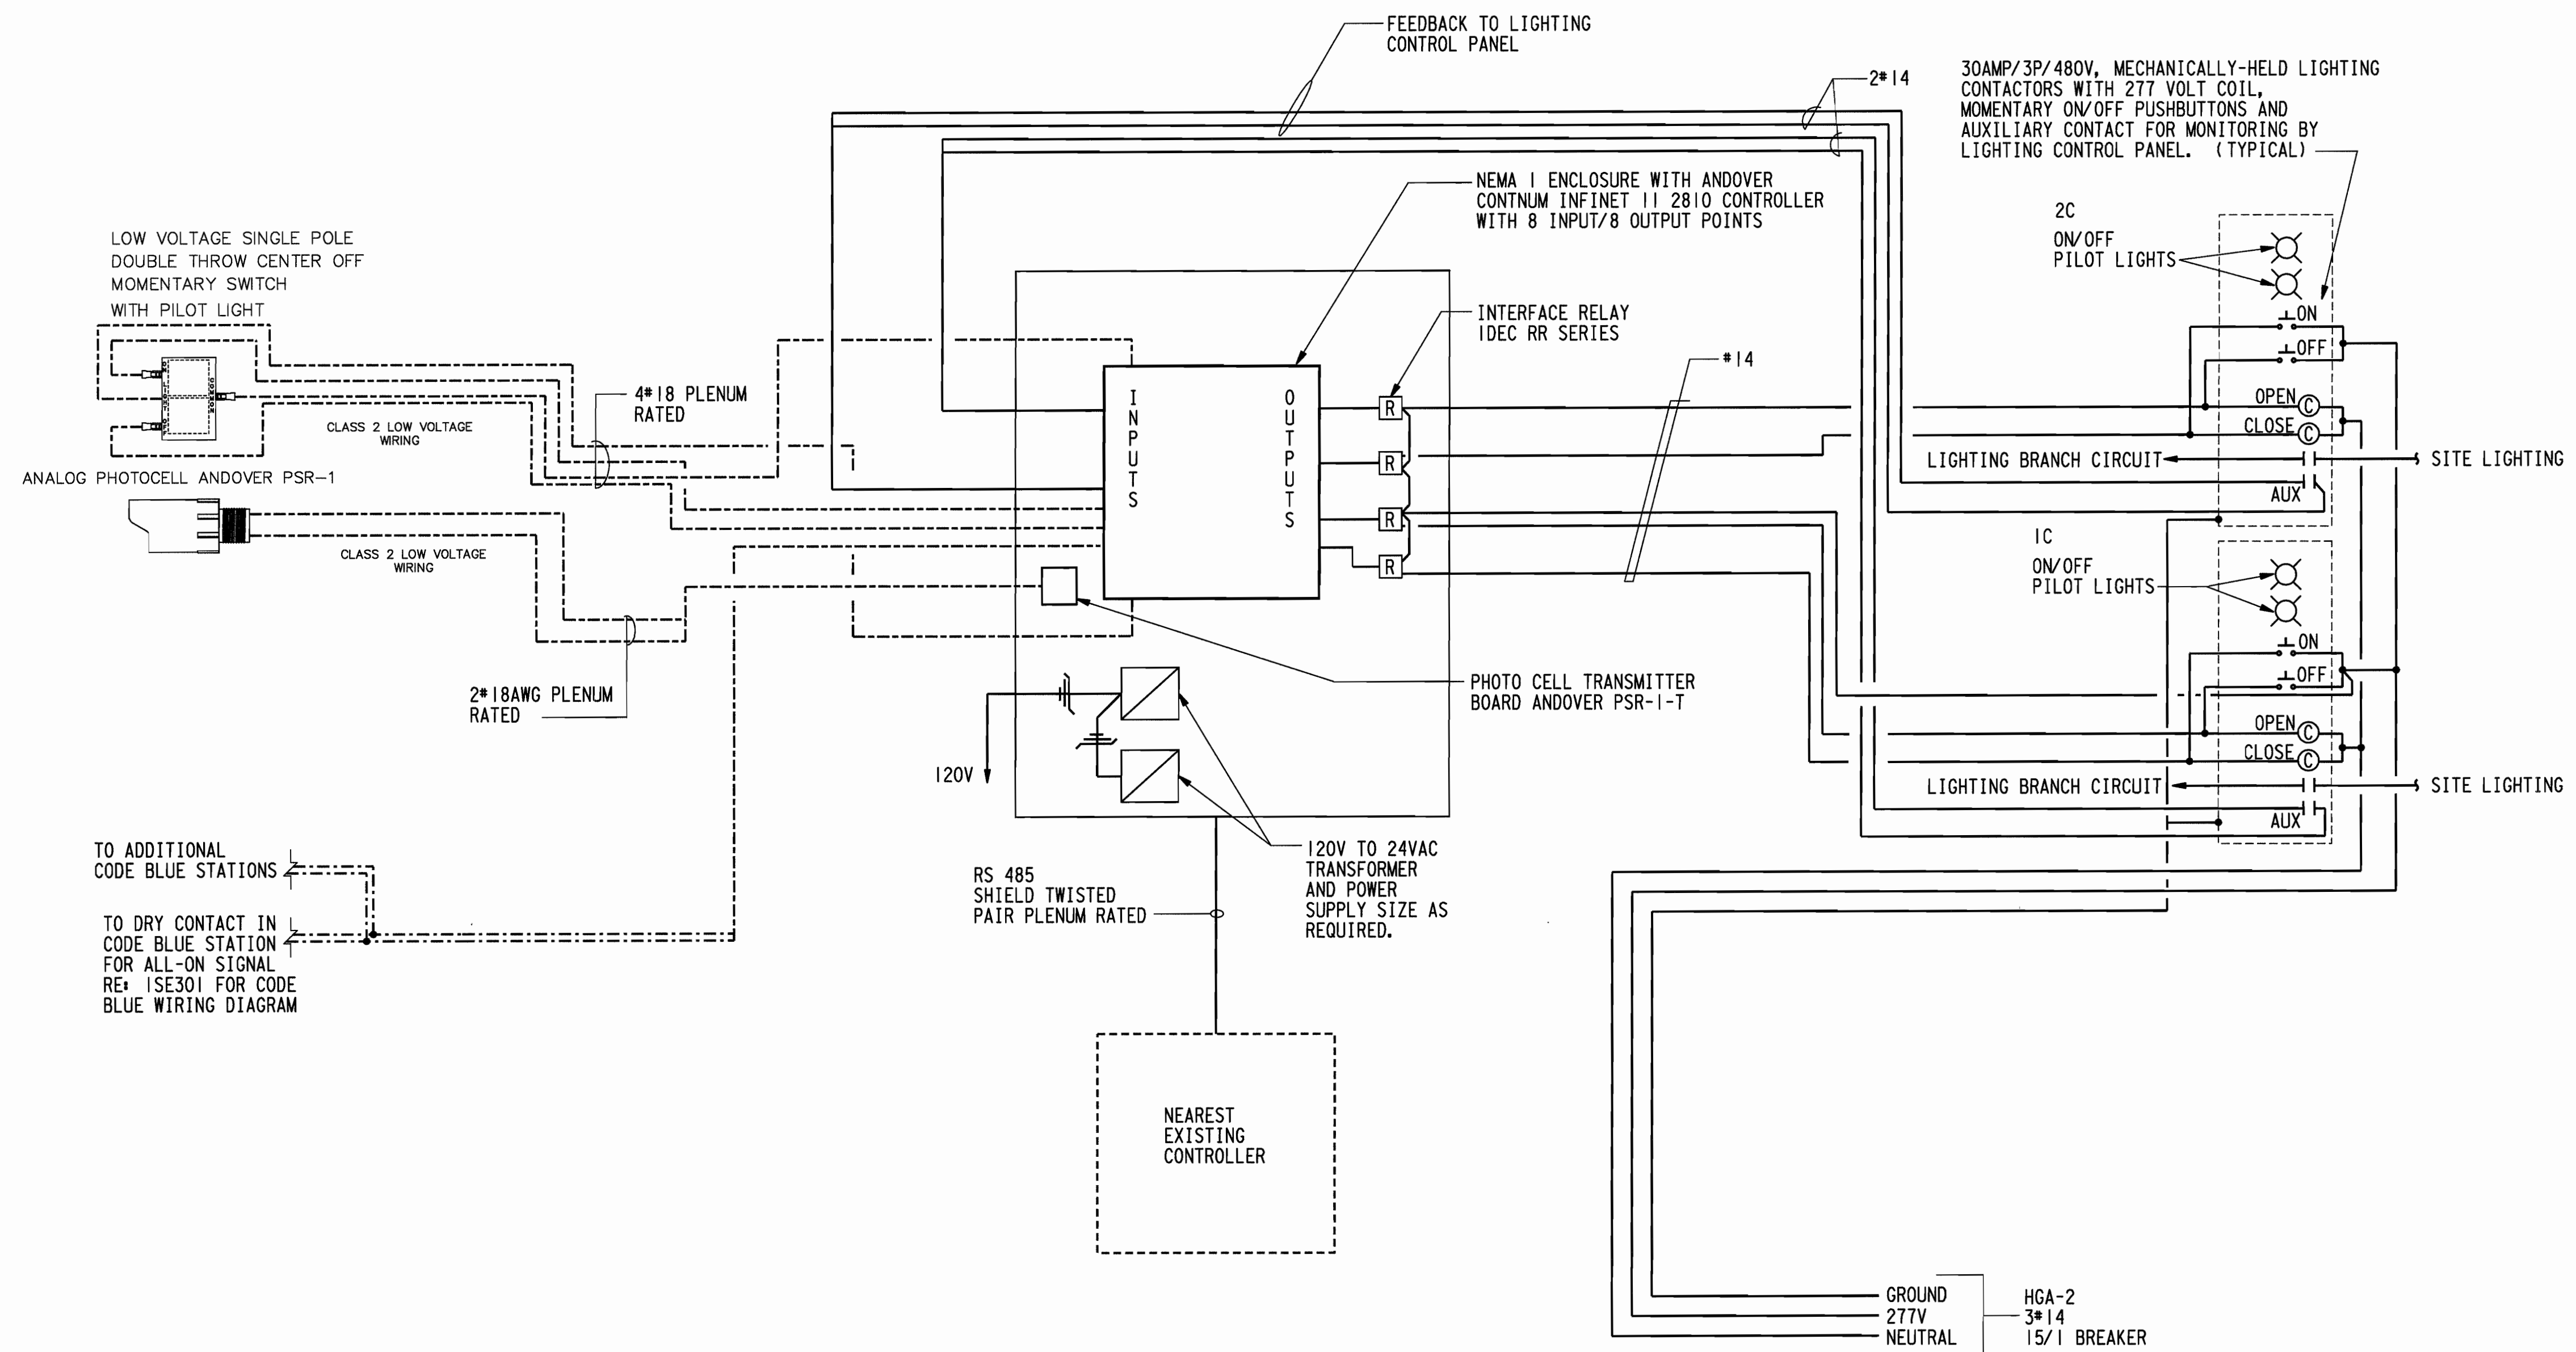 FEEDBACK TO LIGHTING
CONTROL PANEL
2#14
30AMP/3P/480V, MECHANICALLY-HELD LIGHTING
CONTACTORS WITH 277 VOLT COIL,
MOMENTARY ON/OFF PUSHBUTTONS AND
AUXILIARY CONTACT FOR MONITORING BY
LIGHTING CONTROL PANEL. (TYPICAL)
NEMA 1 ENCLOSURE WITH ANDOVER
CONTNUM INFINET II 2810 CONTROLLER
WITH 8 INPUT/8 OUTPUT POINTS
LOW VOLTAGE SINGLE POLE
DOUBLE THROW CENTER OFF
MOMENTARY SWITCH
WITH PILOT LIGHT
4#18 PLENUM
RATED
CLASS 2 LOW VOLTAGE
WIRING
ANALOG PHOTOCELL ANDOVER PSR-1
CLASS 2 LOW VOLTAGE
WIRING
2#18AWG PLENUM
RATED
INTERFACE RELAY
IDEC RR SERIES
#14
INPUTS
OUTPUTS
R
R
R
R
2C
ON/OFF
PILOT LIGHTS
ON
OFF
OPEN
C
CLOSE
C
LIGHTING BRANCH CIRCUIT
SITE LIGHTING
AUX
1C
ON/OFF
PILOT LIGHTS
ON
OFF
OPEN
C
CLOSE
C
LIGHTING BRANCH CIRCUIT
SITE LIGHTING
AUX
PHOTO CELL TRANSMITTER
BOARD ANDOVER PSR-1-T
120V
120V TO 24VAC
TRANSFORMER
AND POWER
SUPPLY SIZE AS
REQUIRED.
RS 485
SHIELD TWISTED
PAIR PLENUM RATED
TO ADDITIONAL
CODE BLUE STATIONS
TO DRY CONTACT IN
CODE BLUE STATION
FOR ALL-ON SIGNAL
RE: 1SE301 FOR CODE
BLUE WIRING DIAGRAM
NEAREST
EXISTING
CONTROLLER
GROUND
277V
NEUTRAL
HGA-2
3#14
15/1 BREAKER